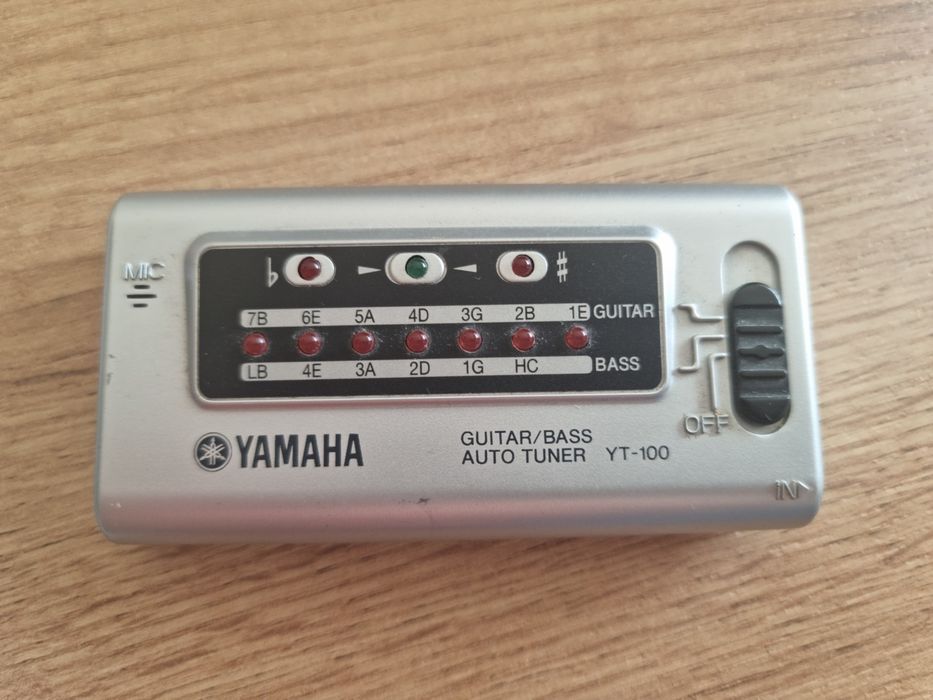 MIC
♭ ► ◄ ♯
7B 6E 5A 4D 3G 2B 1E GUITAR
LB 4E 3A 2D 1G HC BASS
OFF
YAMAHA
GUITAR/BASS
AUTO TUNER YT-100
IN